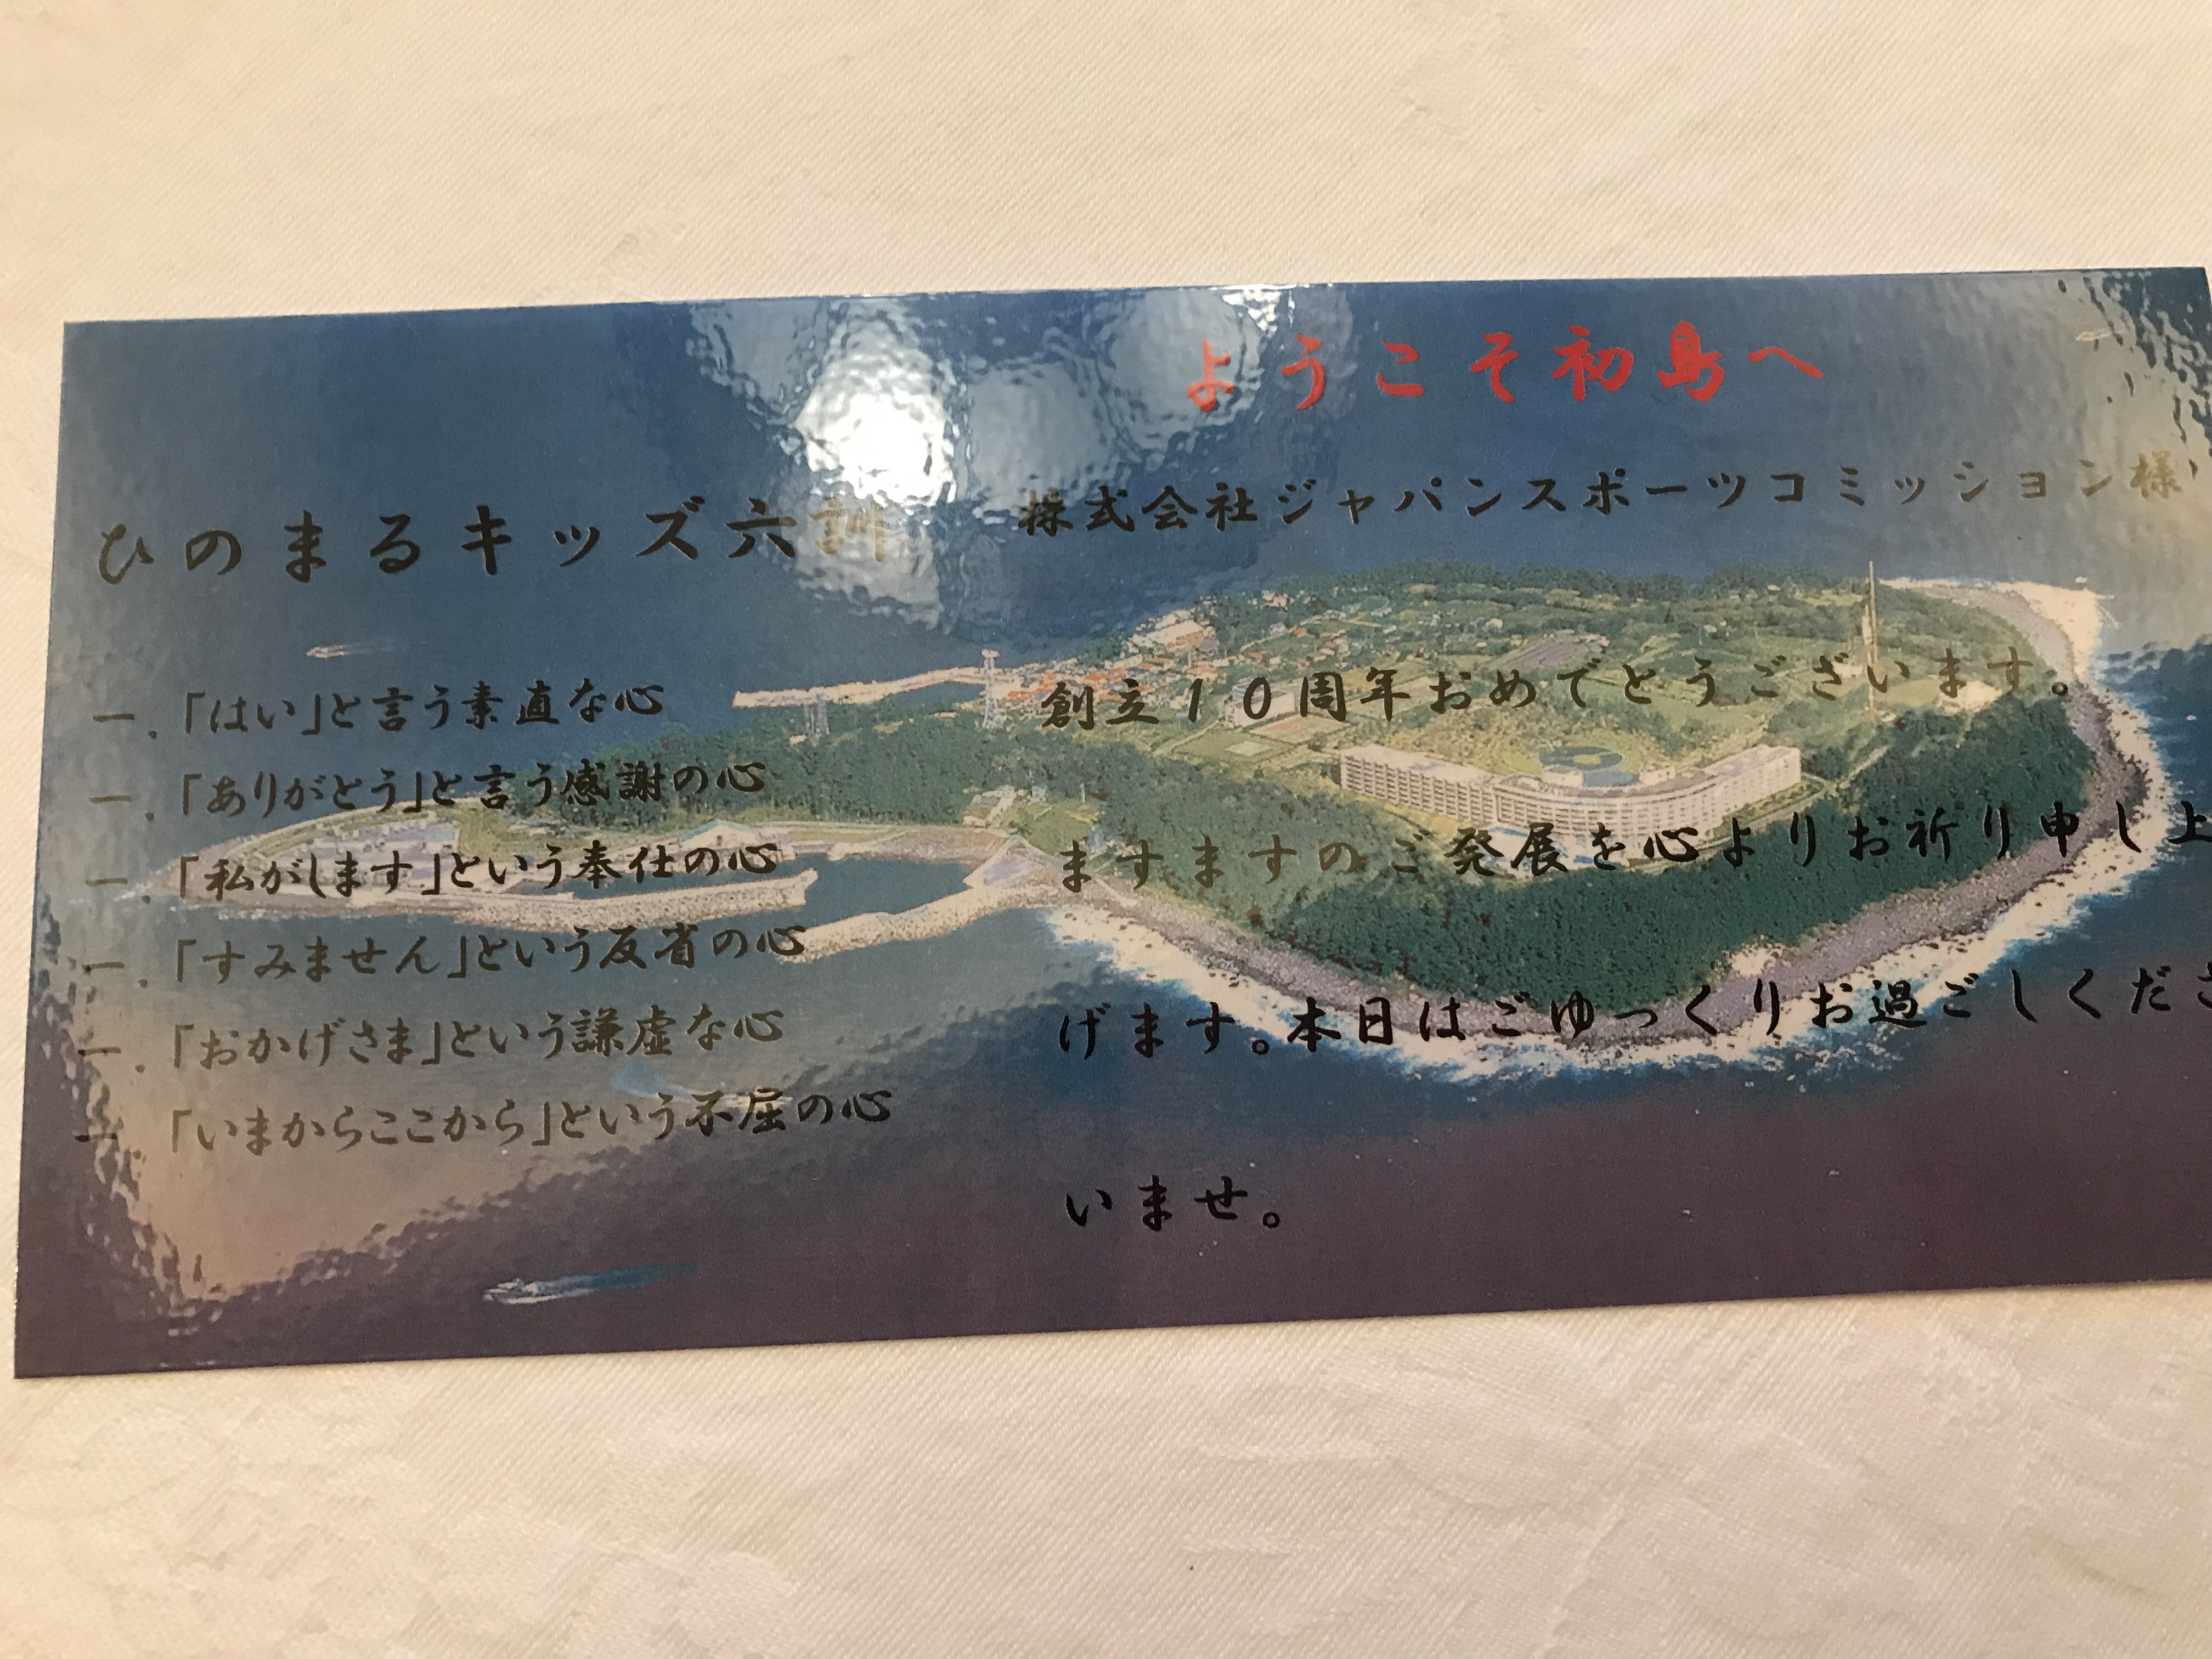 ようこそ初島へ
株式会社ジャパンスポーツコミッション様
創立１０周年おめでとうございます。
ますますのご発展を心よりお祈り申し上
げます。本日はごゆっくりお過ごしくださ
いませ。
ひのまるキッズ六訓
一.「はい」と言う素直な心
一.「ありがとう」と言う感謝の心
一.「私がします」という奉仕の心
一.「すみません」という反省の心
一.「おかげさま」という謙虚な心
一.「いまからここから」という不屈の心